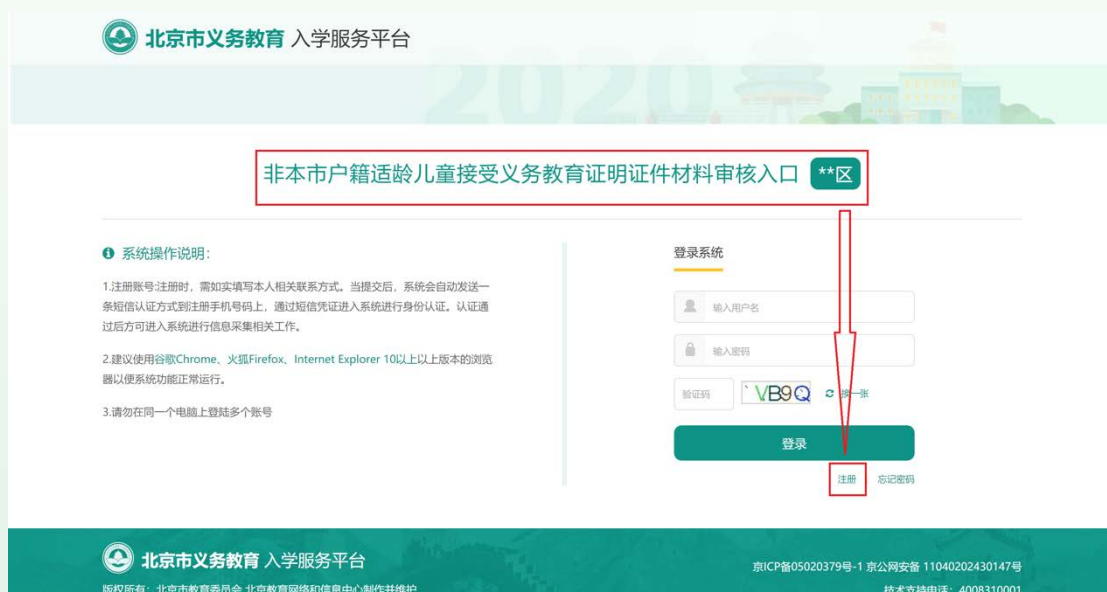 北京市义务教育 入学服务平台
2020
非本市户籍适龄儿童接受义务教育证明证件材料审核入口 **区
系统操作说明：
1.注册账号:注册时，需如实填写本人相关联系方式。当提交后，系统会自动发送一
条短信认证方式到注册手机号码上，通过短信凭证进入系统进行身份认证。认证通
过后方可进入系统进行信息采集相关工作。
2.建议使用谷歌Chrome、火狐Firefox、Internet Explorer 10以上以上版本的浏览
器以便系统功能正常运行。
3.请勿在同一个电脑上登陆多个账号
登录系统
输入用户名
输入密码
验证码 VB9Q 换一张
登录
注册 忘记密码
北京市义务教育 入学服务平台
版权所有：北京市教育委员会 北京教育网络和信息中心制作并维护
京ICP备05020379号-1 京公网安备 11040202430147号
技术支持电话：4008310001